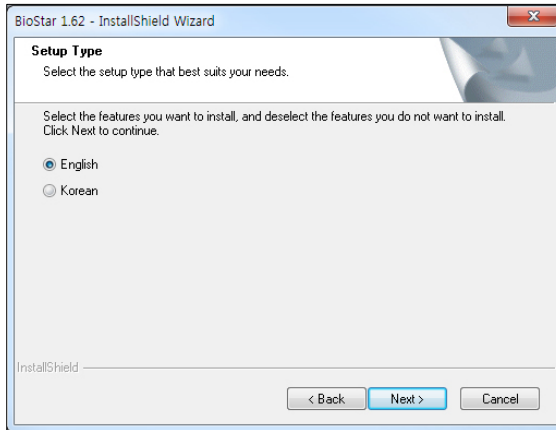 BioStar 1.62 - InstallShield Wizard
Setup Type
Select the setup type that best suits your needs.
Select the features you want to install, and deselect the features you do not want to install.
Click Next to continue.
English
Korean
InstallShield
< Back
Next >
Cancel